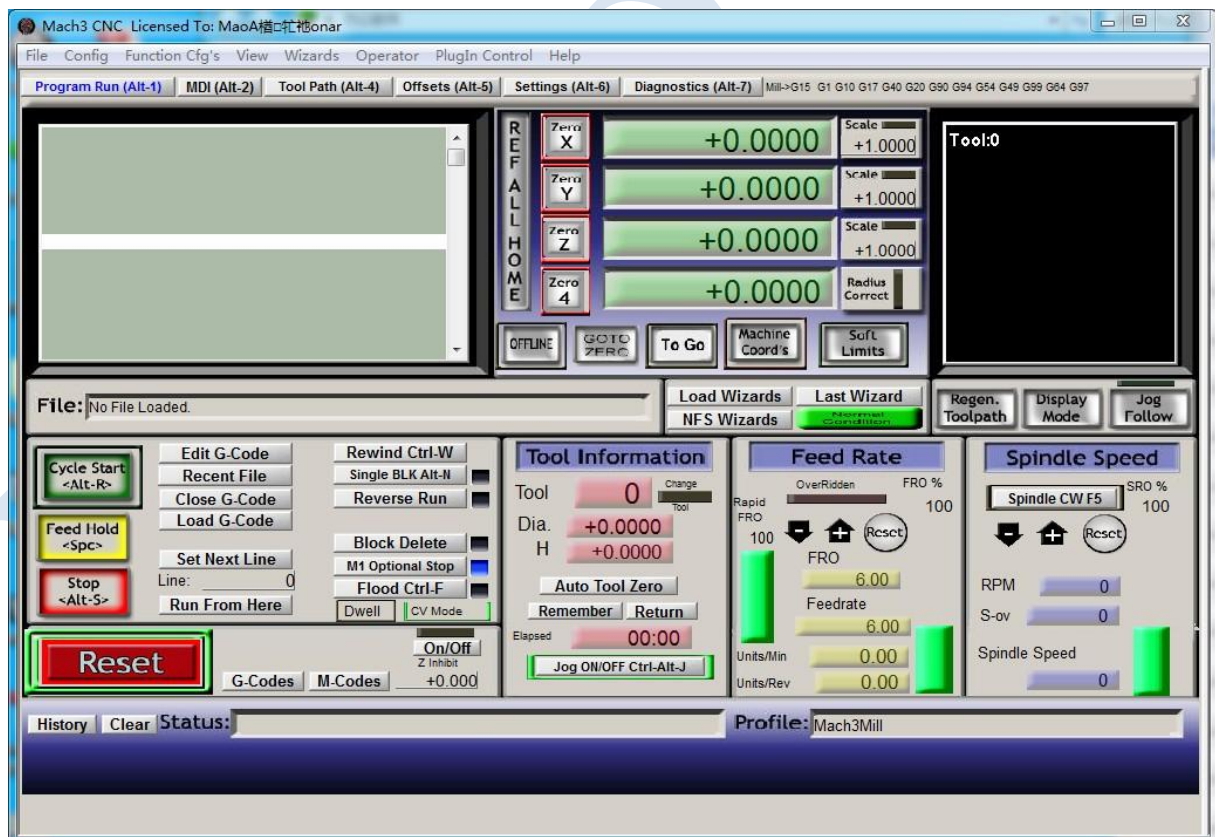 Mach3 CNC Licensed To: MaoA楿□牤祂onar
File Config Function Cfg's View Wizards Operator PlugIn Control Help
Program Run (Alt-1) MDI (Alt-2) Tool Path (Alt-4) Offsets (Alt-5) Settings (Alt-6) Diagnostics (Alt-7) Mill->G15 G1 G10 G17 G40 G20 G90 G94 G54 G49 G99 G64 G97
REF ALL HOME
Zero X +0.0000 Scale +1.0000
Zero Y +0.0000 Scale +1.0000
Zero Z +0.0000 Scale +1.0000
Zero 4 +0.0000 Radius Correct
OFFLINE GOTO ZERO To Go Machine Coord's Soft Limits
Tool:0
File: No File Loaded.
Load Wizards Last Wizard
NFS Wizards Normal Condition
Regen. Toolpath Display Mode Jog Follow
Cycle Start <Alt-R>
Feed Hold <Spc>
Stop <Alt-S>
Edit G-Code
Recent File
Close G-Code
Load G-Code
Set Next Line
Line: 0
Run From Here
Rewind Ctrl-W
Single BLK Alt-N
Reverse Run
Block Delete
M1 Optional Stop
Flood Ctrl-F
Dwell CV Mode
Reset
G-Codes M-Codes
On/Off
Z Inhibit
+0.000
Tool Information
Tool 0 Change Tool
Dia. +0.0000
H +0.0000
Auto Tool Zero
Remember Return
Elapsed 00:00
Jog ON/OFF Ctrl-Alt-J
Feed Rate
OverRidden FRO %
100
Rapid FRO
100
Reset
FRO
6.00
Feedrate
6.00
Units/Min 0.00
Units/Rev 0.00
Spindle Speed
Spindle CW F5 SRO %
100
Reset
RPM 0
S-ov 0
Spindle Speed
0
History Clear Status:
Profile: Mach3Mill